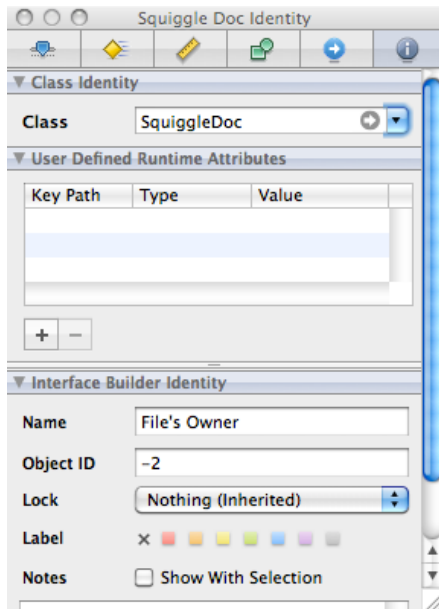 Squiggle Doc Identity
Class Identity
Class SquiggleDoc
User Defined Runtime Attributes
Key Path Type Value
+ −
Interface Builder Identity
Name File's Owner
Object ID -2
Lock Nothing (Inherited)
Label ×
Notes Show With Selection